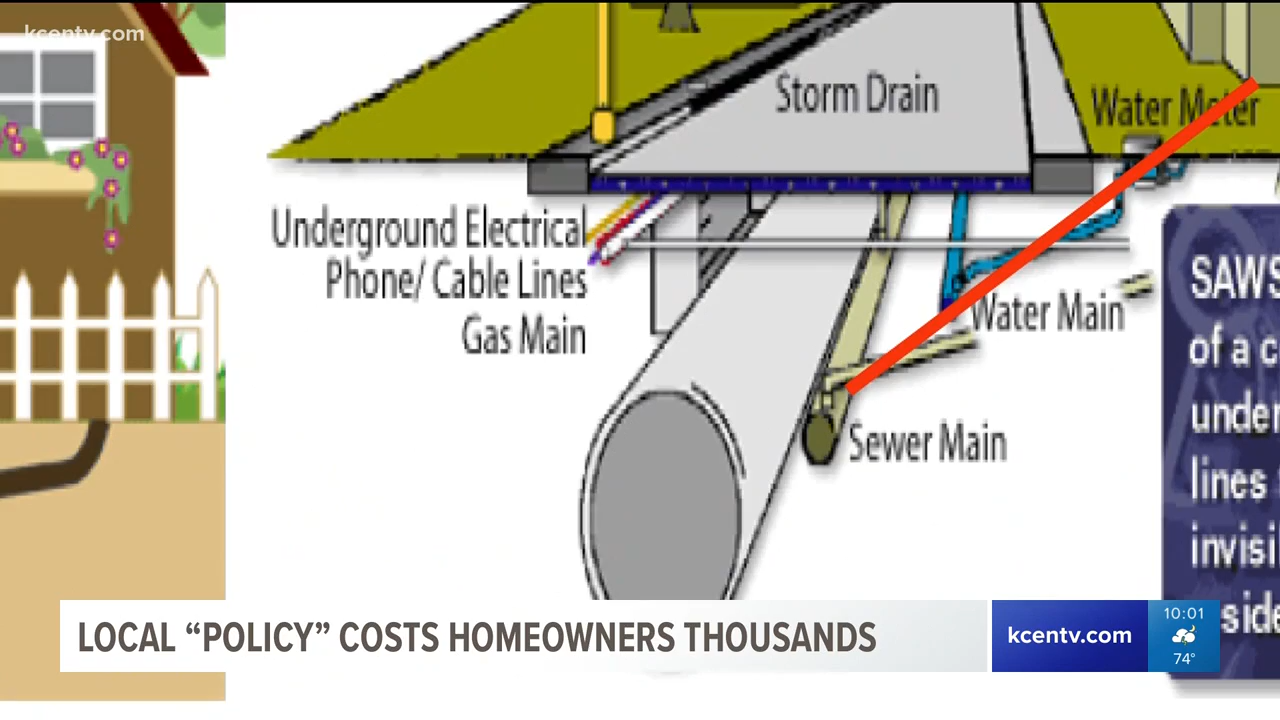 kcentv.com
Storm Drain
Water Meter
Underground Electrical
Phone/ Cable Lines
Gas Main
Water Main
Sewer Main
SAWS
of a
under
lines
invisi
side
LOCAL “POLICY” COSTS HOMEOWNERS THOUSANDS
kcentv.com
10:01
74°